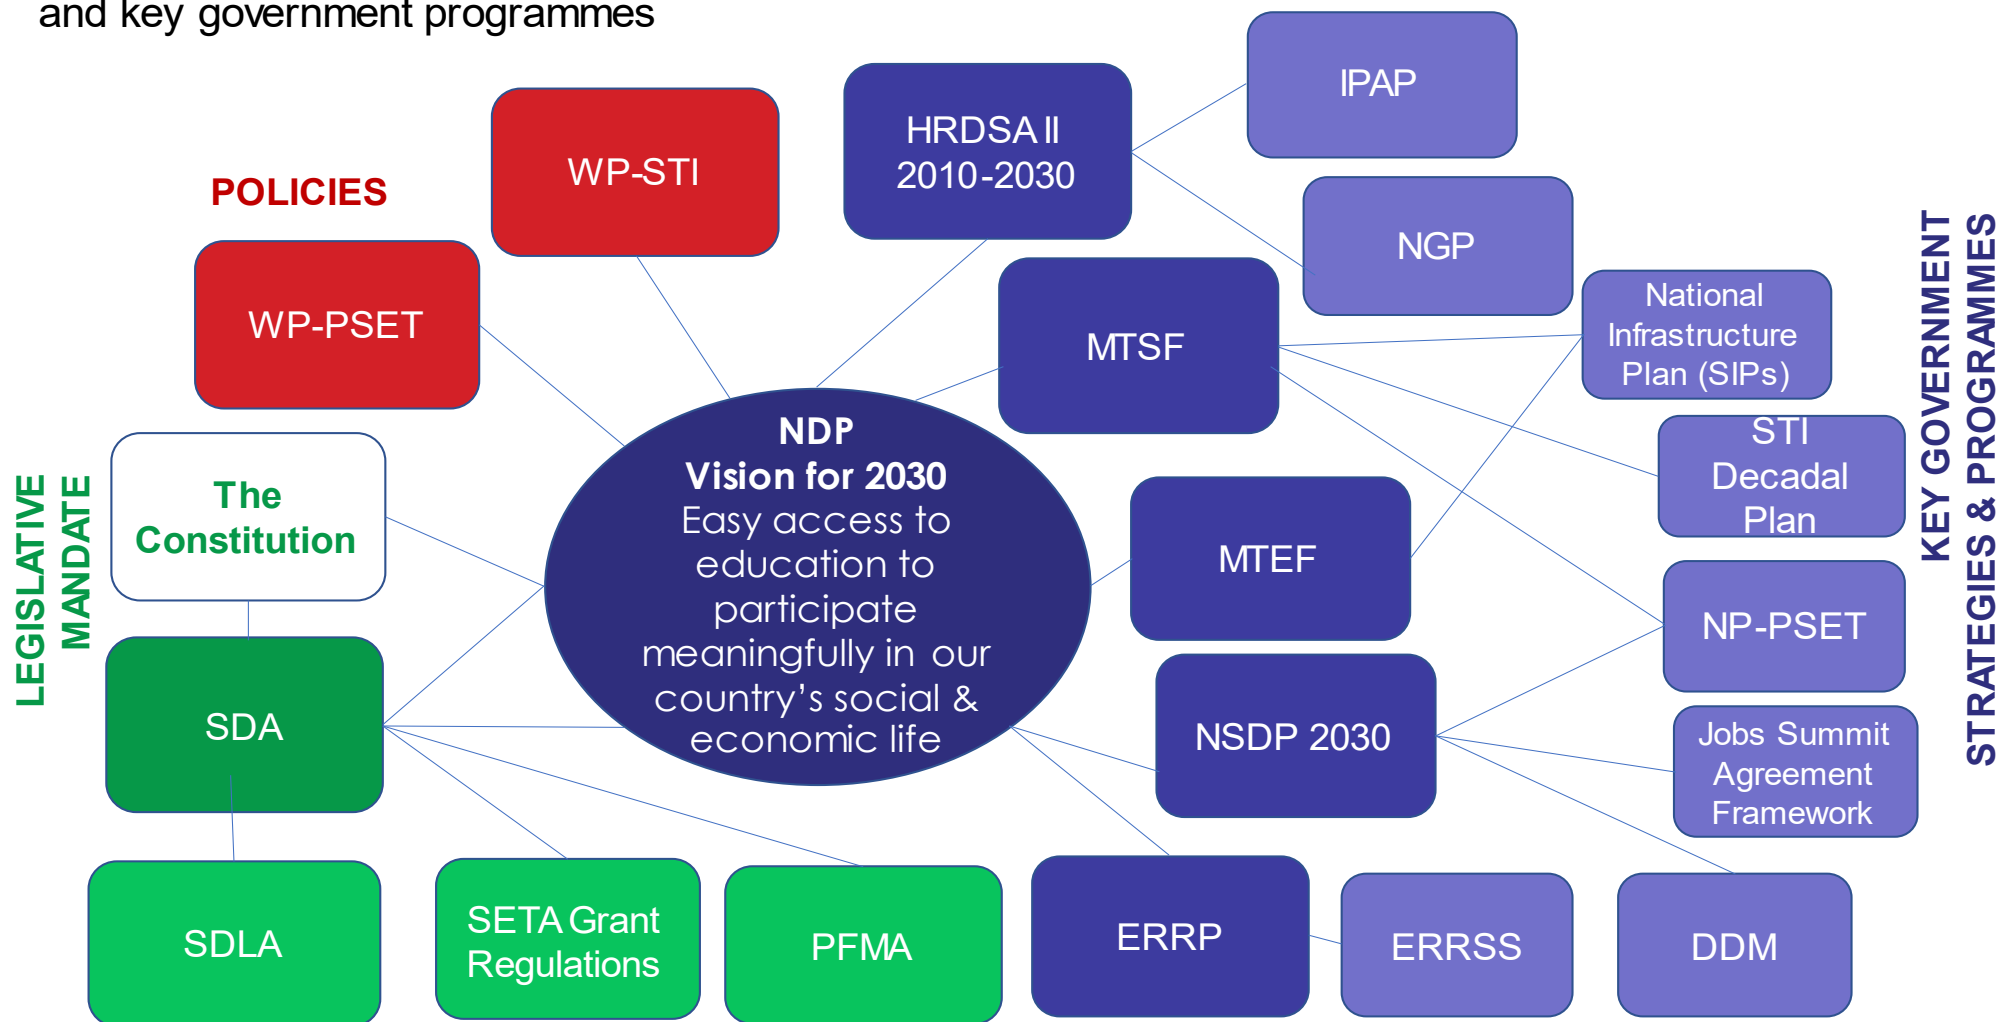 and key government programmes
POLICIES
WP-STI
WP-PSET
HRDSA II
2010-2030
IPAP
NGP
MTSF
National
Infrastructure
Plan (SIPs)
STI
Decadal
Plan
KEY GOVERNMENT
STRATEGIES & PROGRAMMES
LEGISLATIVE
MANDATE
The
Constitution
NDP
Vision for 2030
Easy access to
education to
participate
meaningfully in our
country’s social &
economic life
MTEF
NP-PSET
SDA
NSDP 2030
Jobs Summit
Agreement
Framework
SDLA
SETA Grant
Regulations
PFMA
ERRP
ERRSS
DDM